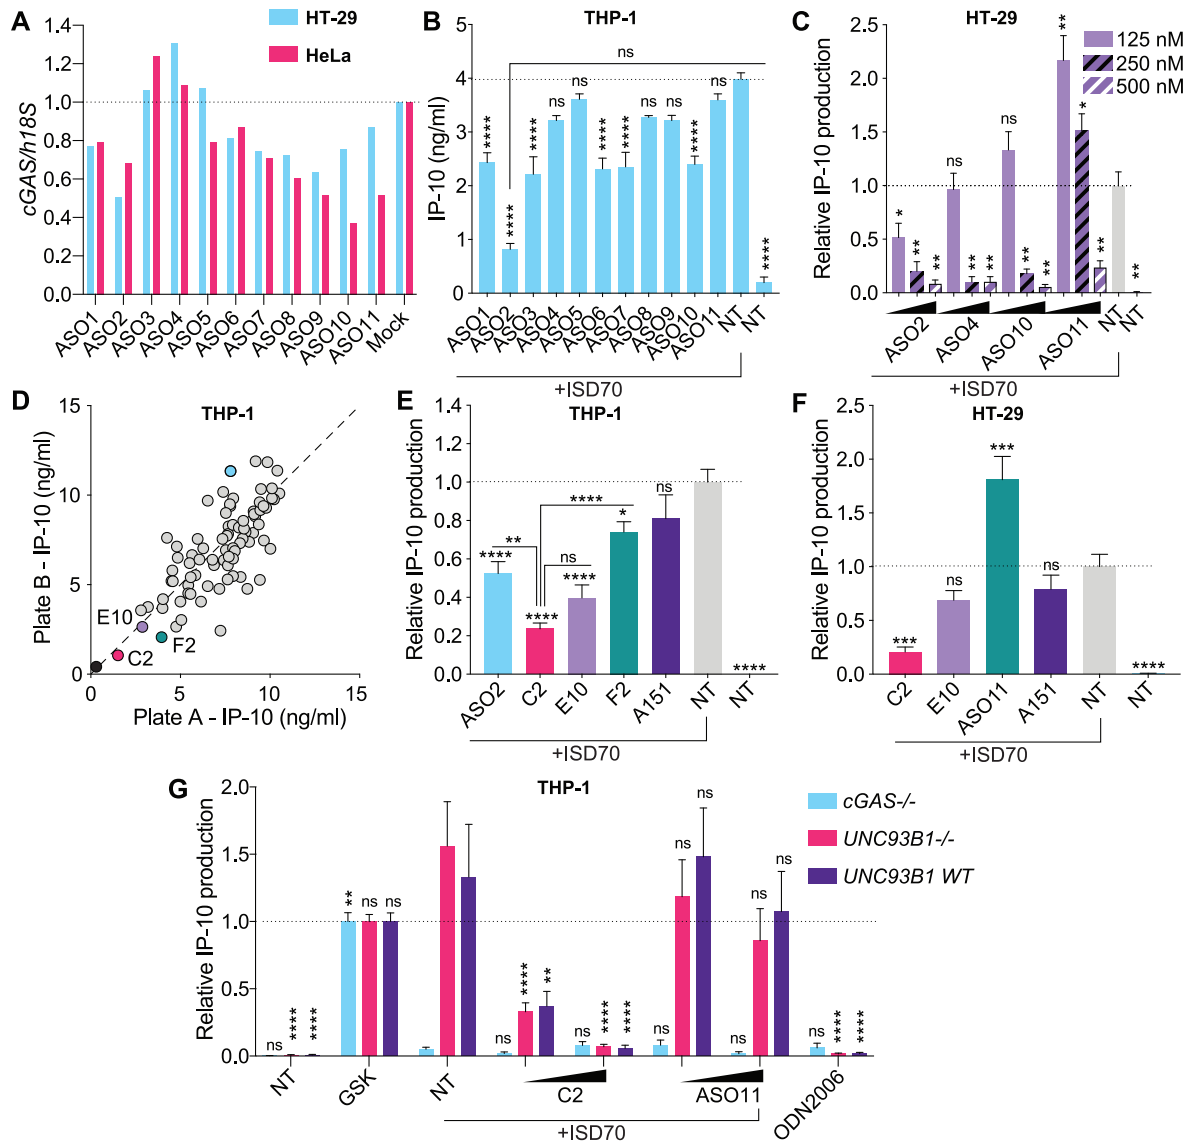 A
HT-29
HeLa
cGAS/h18S
1.4
1.2
1.0
0.8
0.6
0.4
0.2
0.0
ASO1 ASO2 ASO3 ASO4 ASO5 ASO6 ASO7 ASO8 ASO9 ASO10 ASO11 Mock
B
THP-1
IP-10 (ng/ml)
5
4
3
2
1
0
ns
ns
**** **** **** ns ns **** **** ns ns **** ns ****
ASO1 ASO2 ASO3 ASO4 ASO5 ASO6 ASO7 ASO8 ASO9 ASO10 ASO11 NT NT
+ISD70
C
HT-29
125 nM
250 nM
500 nM
Relative IP-10 production
2.5
2.0
1.5
1.0
0.5
0.0
* ** ** ns ** ** ns ** ** ** * ** **
ASO2 ASO4 ASO10 ASO11 NT NT
+ISD70
D
THP-1
Plate B - IP-10 (ng/ml)
15
10
5
0
E10
C2
F2
0 5 10 15
Plate A - IP-10 (ng/ml)
E
THP-1
Relative IP-10 production
1.4
1.2
1.0
0.8
0.6
0.4
0.2
0.0
****
**
ns
**** **** **** * ns ****
ASO2 C2 E10 F2 A151 NT NT
+ISD70
F
HT-29
Relative IP-10 production
2.5
2.0
1.5
1.0
0.5
0.0
*** ns *** ns ****
C2 E10 ASO11 A151 NT NT
+ISD70
G
THP-1
cGAS-/-
UNC93B1-/-
UNC93B1 WT
Relative IP-10 production
2.0
1.5
1.0
0.5
0.0
ns **** **** ** ns ns ns **** ** ns **** **** ns ns ns ns ns ns ns **** ****
NT GSK NT C2 ASO11 ODN2006
+ISD70